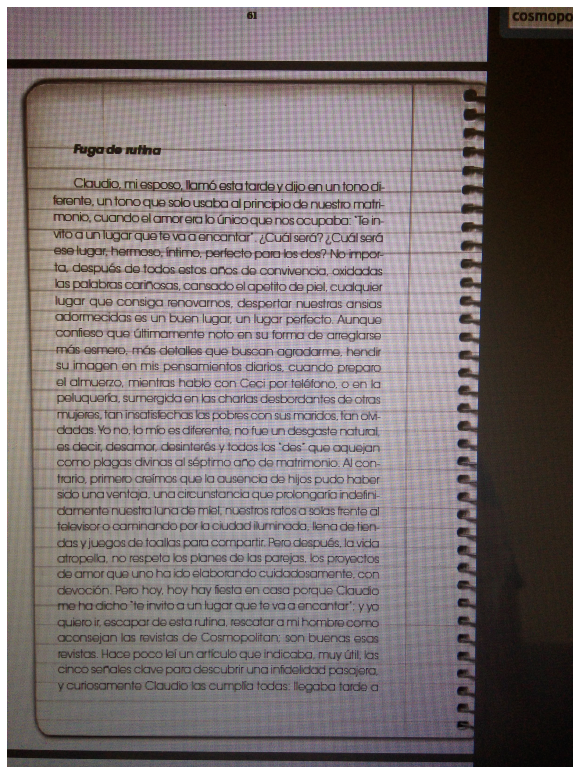 61
cosmopo
Fuga de rutina
Claudio, mi esposo, llamó esta tarde y dijo en un tono di-
ferente, un tono que solo usaba al principio de nuestro matri-
monio, cuando el amor era lo único que nos ocupaba: "Te in-
vito a un lugar que te va a encantar". ¿Cuál será? ¿Cuál será
ese lugar, hermoso, íntimo, perfecto para los dos? No impor-
ta, después de todos estos años de convivencia, oxidadas
las palabras cariñosas, cansado el apetito de piel, cualquier
lugar que consiga renovarnos, despertar nuestras ansias
adormecidas es un buen lugar, un lugar perfecto. Aunque
confieso que últimamente noto en su forma de arreglarse
más esmero, más detalles que buscan agradarme, hendir
su imagen en mis pensamientos diarios, cuando preparo
el almuerzo, mientras hablo con Ceci por teléfono, o en la
peluquería, sumergida en las charlas desbordantes de otras
mujeres, tan insatisfechas las pobres con sus maridos, tan olvi-
dadas. Yo no, lo mío es diferente, no fue un desgaste natural,
es decir, desamor, desinterés y todos los "des" que aquejan
como plagas divinas al séptimo año de matrimonio. Al con-
trario, primero creímos que la ausencia de hijos pudo haber
sido una ventaja, una circunstancia que prolongaría indefini-
damente nuestra luna de miel, nuestros ratos a solas frente al
televisor o caminando por la ciudad iluminada, llena de tien-
das y juegos de toallas para compartir. Pero después, la vida
atropella, no respeta los planes de las parejas, los proyectos
de amor que uno ha ido elaborando cuidadosamente, con
devoción. Pero hoy, hoy hay fiesta en casa porque Claudio
me ha dicho "te invito a un lugar que te va a encantar"; y yo
quiero ir, escapar de esta rutina, rescatar a mi hombre como
aconsejan las revistas de Cosmopolitan; son buenas esas
revistas. Hace poco leí un artículo que indicaba, muy útil, las
cinco señales clave para descubrir una infidelidad pasajera,
y curiosamente Claudio las cumplía todas: llegaba tarde a